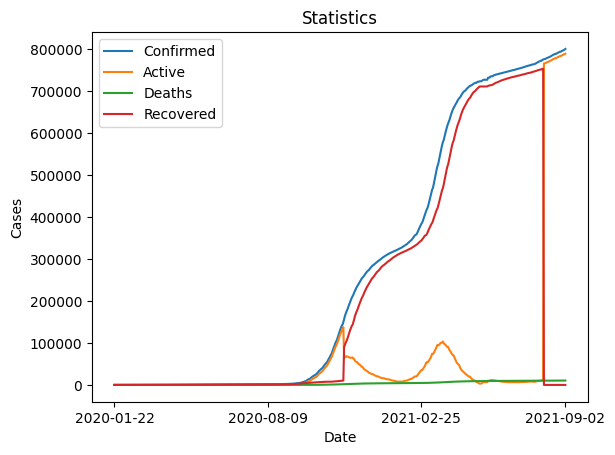 Statistics
Confirmed
Active
Deaths
Recovered
800000
700000
600000
500000
400000
300000
200000
100000
0
Cases
2020-01-22 2020-08-09 2021-02-25 2021-09-02
Date